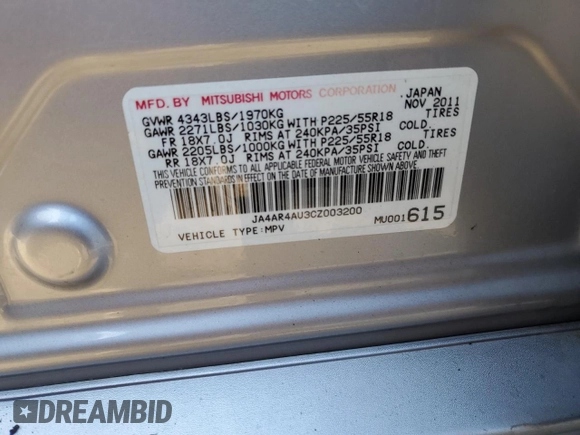 MFD. BY MITSUBISHI MOTORS CORPORATION JAPAN
GVWR 4343LBS/1970KG NOV 2011
GAWR 2271LBS/1030KG WITH P225/55R18 TIRES
FR 18X7.0J RIMS AT 240KPA/35PSI COLD.
GAWR 2205LBS/1000KG WITH P225/55R18 TIRES
RR 18X7.0J RIMS AT 240KPA/35PSI COLD.
THIS VEHICLE CONFORMS TO ALL APPLICABLE FEDERAL MOTOR VEHICLE SAFETY AND THEFT
PREVENTION STANDARDS IN EFFECT ON THE DATE OF MANUFACTURE SHOWN ABOVE.
JA4AR4AU3CZ003200
VEHICLE TYPE:MPV MU001615
DREAMBID